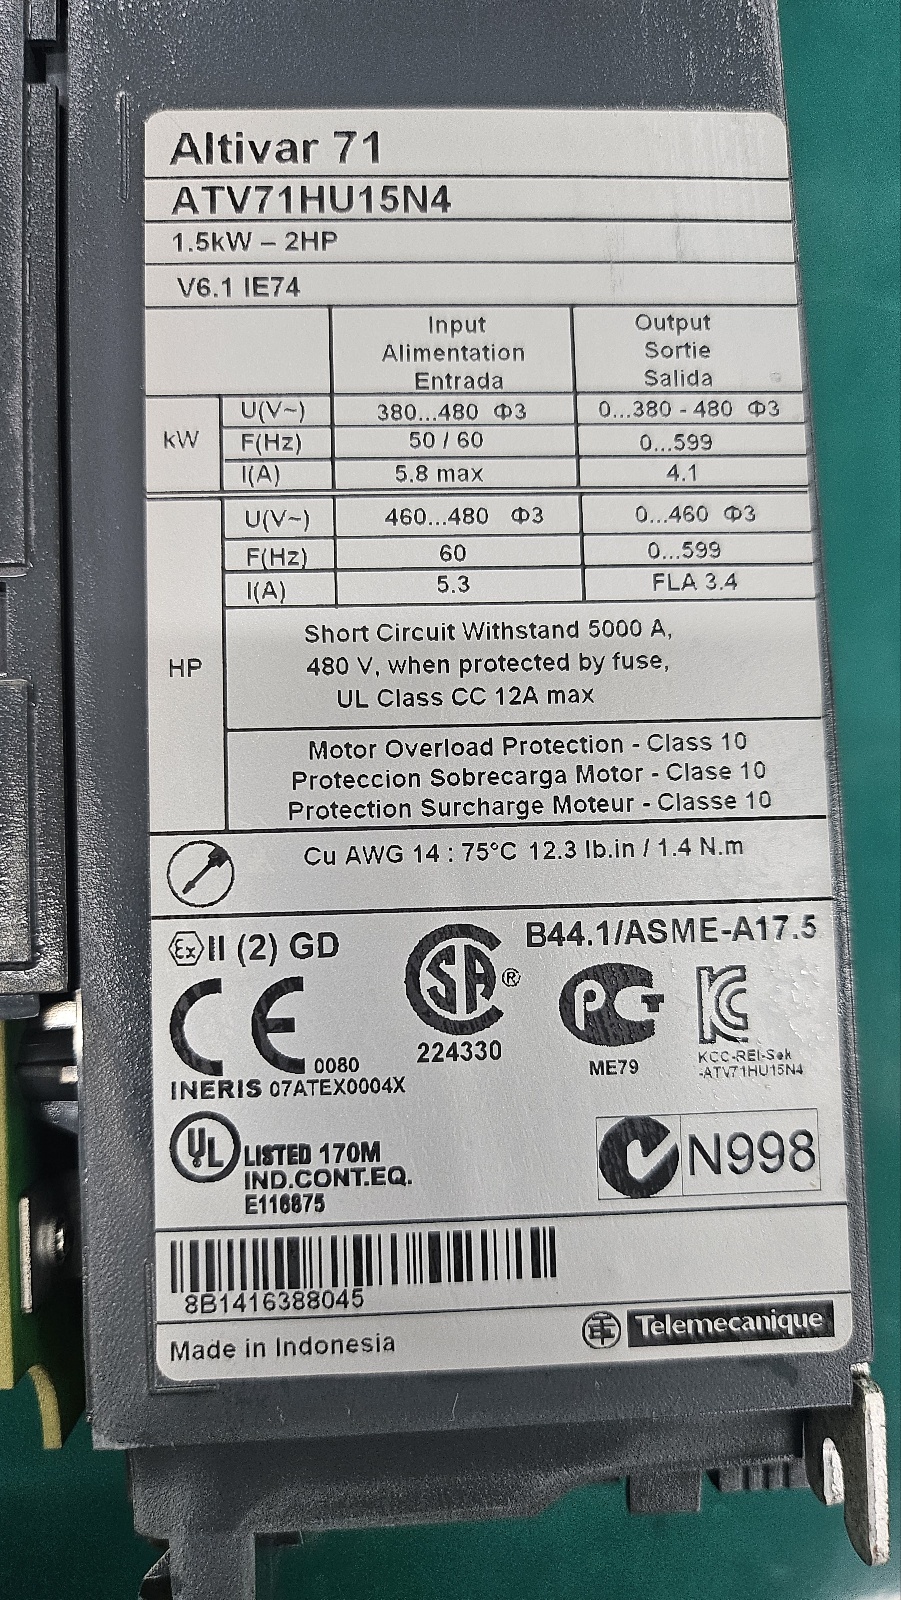 Altivar 71
ATV71HU15N4
1.5kW – 2HP
V6.1 IE74
Input Alimentation Entrada
Output Sortie Salida
kW
U(V~) 380...480 Φ3 0...380 - 480 Φ3
F(Hz) 50 / 60 0...599
I(A) 5.8 max 4.1
HP
U(V~) 460...480 Φ3 0...460 Φ3
F(Hz) 60 0...599
I(A) 5.3 FLA 3.4
Short Circuit Withstand 5000 A,
480 V, when protected by fuse,
UL Class CC 12A max
Motor Overload Protection - Class 10
Proteccion Sobrecarga Motor - Clase 10
Protection Surcharge Moteur - Classe 10
Cu AWG 14 : 75°C 12.3 lb.in / 1.4 N.m
Ex II (2) GD
CE 0080
INERIS 07ATEX0004X
SA ®
224330
B44.1/ASME-A17.5
PCT
ME79
KC
KCC-REI-Sek
-ATV71HU15N4
UL LISTED 170M
IND.CONT.EQ.
E116875
N998
8B1416388045
Made in Indonesia
Telemecanique